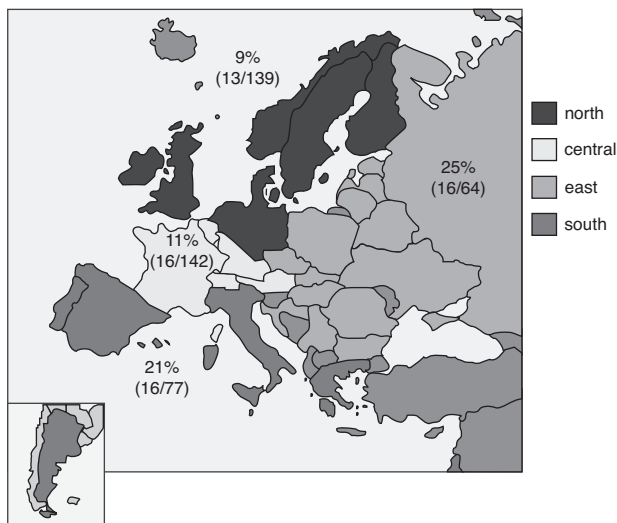 9%
(13/139)
north
central
east
south
25%
(16/64)
11%
(16/142)
21%
(16/77)